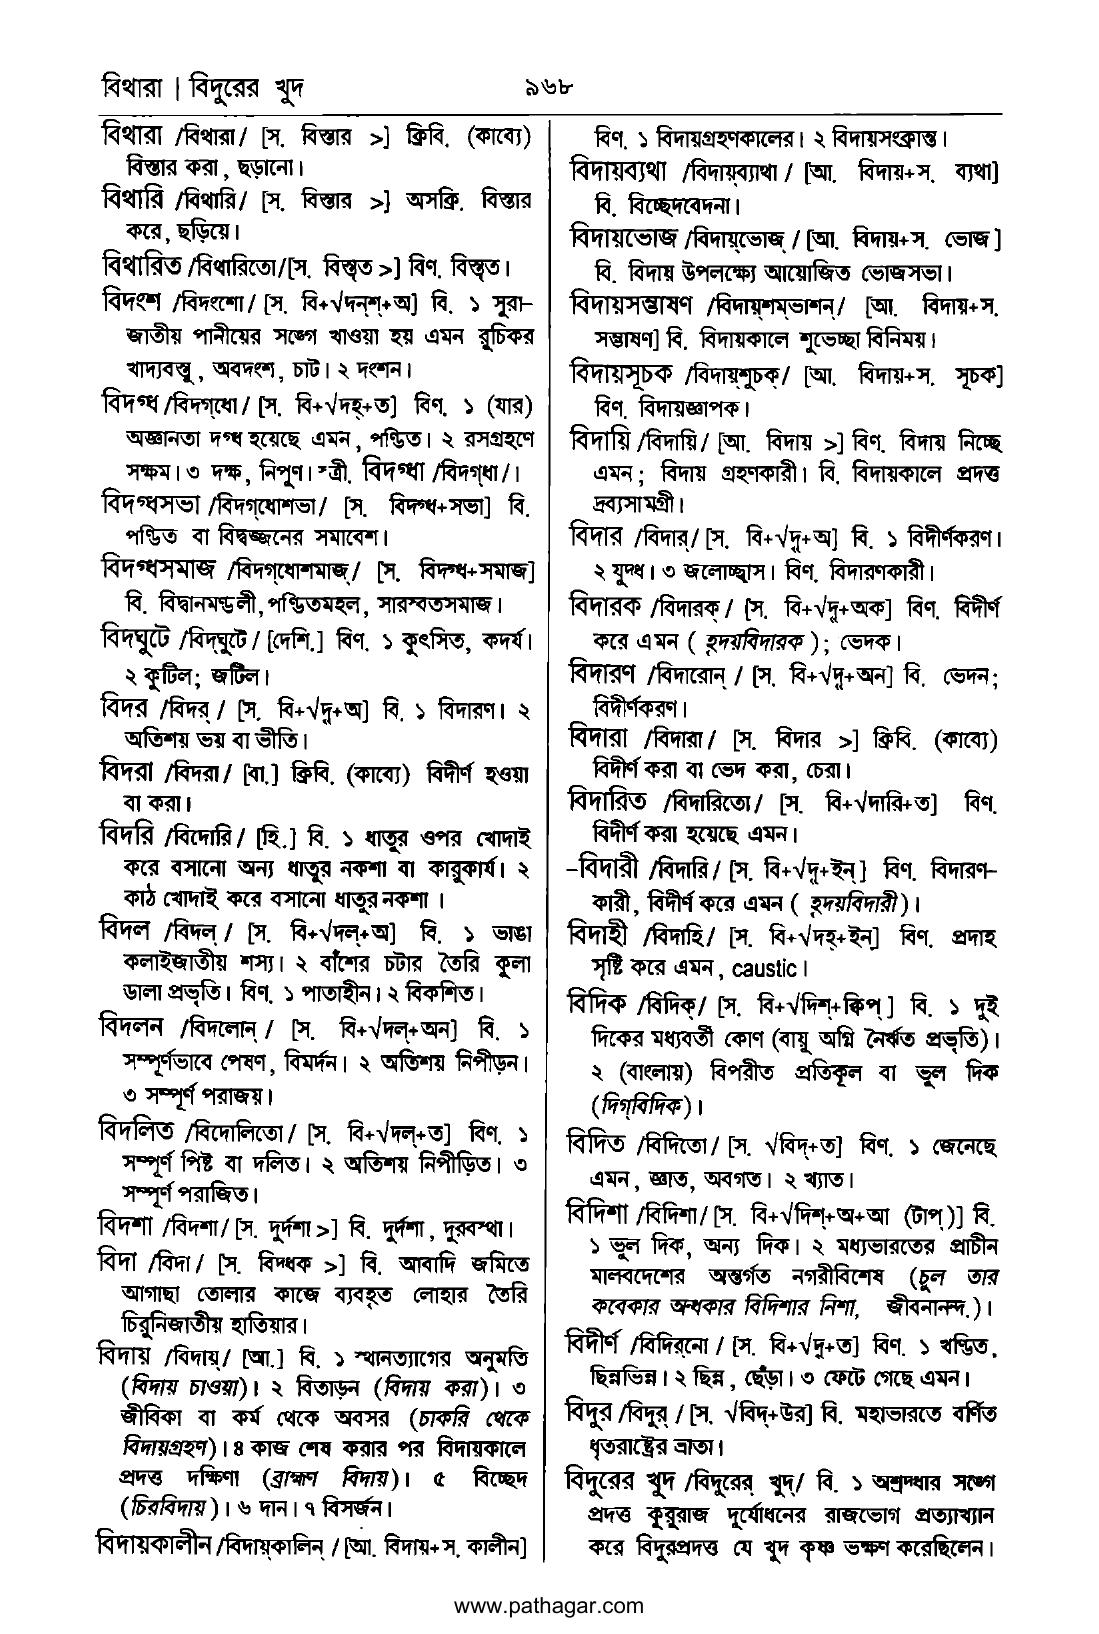 বিথারা | বিদুরের খুদ ৯৬৮
বিথারা /বিথারা/ [স. বিস্তার >] ক্রিবি. (কাব্যে)
বিস্তার করা, ছড়ানো।
বিথারি /বিথারি/ [স. বিস্তার >] অসক্রি. বিস্তার
করে, ছড়িয়ে।
বিথারিত /বিথারিতো/[স. বিস্তৃত >] বিণ. বিস্তৃত।
বিদংশ /বিদংশো/ [স. বি+√দন্‌শ্‌+অ] বি. ১ সুরা-
জাতীয় পানীয়ের সঙ্গে খাওয়া হয় এমন রুচিকর
খাদ্যবস্তু, অবদংশ, চাট। ২ দংশন।
বিদগ্ধ /বিদগ্‌ধো/ [স. বি+√দহ্‌+ত] বিণ. ১ (যার)
অজ্ঞানতা দগ্ধ হয়েছে এমন, পণ্ডিত। ২ রসগ্রহণে
সক্ষম। ৩ দক্ষ, নিপুণ। স্ত্রী. বিদগ্ধা /বিদগ্‌ধা/।
বিদগ্ধসভা /বিদগ্‌ধোশভা/ [স. বিদগ্ধ+সভা] বি.
পণ্ডিত বা বিদ্বজ্জনের সমাবেশ।
বিদগ্ধসমাজ /বিদগ্‌ধোশমাজ্‌/ [স. বিদগ্ধ+সমাজ]
বি. বিদ্বানমণ্ডলী, পণ্ডিতমহল, সারস্বতসমাজ।
বিদঘুটে /বিদ্‌ঘুটে/ [দেশি.] বিণ. ১ কুৎসিত, কদর্য।
২ কুটিল; জটিল।
বিদর /বিদর্‌/ [স. বি+√দৃ+অ] বি. ১ বিদারণ। ২
অতিশয় ভয় বা ভীতি।
বিদরা /বিদরা/ [বা.] ক্রিবি. (কাব্যে) বিদীর্ণ হওয়া
বা করা।
বিদরি /বিদোরি/ [হি.] বি. ১ ধাতুর ওপর খোদাই
করে বসানো অন্য ধাতুর নকশা বা কারুকার্য। ২
কাঠ খোদাই করে বসানো ধাতুর নকশা।
বিদল /বিদল্‌/ [স. বি+√দল্‌+অ] বি. ১ ভাঙা
কলাইজাতীয় শস্য। ২ বাঁশের চটার তৈরি কুলা
ডালা প্রভৃতি। বিণ. ১ পাতাহীন। ২ বিকশিত।
বিদলন /বিদলোন্‌/ [স. বি+√দল্‌+অন] বি. ১
সম্পূর্ণভাবে পেষণ, বিমর্দন। ২ অতিশয় নিপীড়ন।
৩ সম্পূর্ণ পরাজয়।
বিদলিত /বিদোলিতো/ [স. বি+√দল্‌+ত] বিণ. ১
সম্পূর্ণ পিষ্ট বা দলিত। ২ অতিশয় নিপীড়িত। ৩
সম্পূর্ণ পরাজিত।
বিদশা /বিদশা/ [স. দুর্দশা >] বি. দুর্দশা, দুরবস্থা।
বিদা /বিদা/ [স. বিদ্ধক >] বি. আবাদি জমিতে
আগাছা তোলার কাজে ব্যবহৃত লোহার তৈরি
চিরুনিজাতীয় হাতিয়ার।
বিদায় /বিদায়্‌/ [আ.] বি. ১ স্থানত্যাগের অনুমতি
(বিদায় চাওয়া)। ২ বিতাড়ন (বিদায় করা)। ৩
জীবিকা বা কর্ম থেকে অবসর (চাকরি থেকে
বিদায়গ্রহণ)। ৪ কাজ শেষ করার পর বিদায়কালে
প্রদত্ত দক্ষিণা (ব্রাহ্মণ বিদায়)। ৫ বিচ্ছেদ
(চিরবিদায়)। ৬ দান। ৭ বিসর্জন।
বিদায়কালীন /বিদায়্‌কালিন্‌/ [আ. বিদায়+স. কালীন]
বিণ. ১ বিদায়গ্রহণকালের। ২ বিদায়সংক্রান্ত।
বিদায়ব্যথা /বিদায়্‌ব্যাথা/ [আ. বিদায়+স. ব্যথা]
বি. বিচ্ছেদবেদনা।
বিদায়ভোজ /বিদায়্‌ভোজ্‌/ [আ. বিদায়+স. ভোজ]
বি. বিদায় উপলক্ষ্যে আয়োজিত ভোজসভা।
বিদায়সম্ভাষণ /বিদায়্‌শম্‌ভাশন্‌/ [আ. বিদায়+স.
সম্ভাষণ] বি. বিদায়কালে শুভেচ্ছা বিনিময়।
বিদায়সূচক /বিদায়্‌শুচক্‌/ [আ. বিদায়+স. সূচক]
বিণ. বিদায়জ্ঞাপক।
বিদায়ি /বিদায়ি/ [আ. বিদায় >] বিণ. বিদায় নিচ্ছে
এমন; বিদায় গ্রহণকারী। বি. বিদায়কালে প্রদত্ত
দ্রব্যসামগ্রী।
বিদার /বিদার্‌/ [স. বি+√দৃ+অ] বি. ১ বিদীর্ণকরণ।
২ যুদ্ধ। ৩ জলোচ্ছ্বাস। বিণ. বিদারণকারী।
বিদারক /বিদারক্‌/ [স. বি+√দৃ+অক] বিণ. বিদীর্ণ
করে এমন (হৃদয়বিদারক); ভেদক।
বিদারণ /বিদারোন্‌/ [স. বি+√দৃ+অন] বি. ভেদন;
বিদীর্ণকরণ।
বিদারা /বিদারা/ [স. বিদার >] ক্রিবি. (কাব্যে)
বিদীর্ণ করা বা ভেদ করা, চেরা।
বিদারিত /বিদারিতো/ [স. বি+√দারি+ত] বিণ.
বিদীর্ণ করা হয়েছে এমন।
-বিদারী /বিদারি/ [স. বি+√দৃ+ইন্‌] বিণ. বিদারণ-
কারী, বিদীর্ণ করে এমন (হৃদয়বিদারী)।
বিদাহী /বিদাহি/ [স. বি+√দহ্‌+ইন্‌] বিণ. প্রদাহ
সৃষ্টি করে এমন, caustic।
বিদিক /বিদিক্‌/ [স. বি+√দিশ্‌+ক্বিপ্‌] বি. ১ দুই
দিকের মধ্যবর্তী কোণ (বায়ু অগ্নি নৈর্ঋত প্রভৃতি)।
২ (বাংলায়) বিপরীত প্রতিকূল বা ভুল দিক
(দিগ্‌বিদিক)।
বিদিত /বিদিতো/ [স. √বিদ্‌+ত] বিণ. ১ জেনেছে
এমন, জ্ঞাত, অবগত। ২ খ্যাত।
বিদিশা /বিদিশা/ [স. বি+√দিশ্‌+অ+আ (টাপ্‌)] বি.
১ ভুল দিক, অন্য দিক। ২ মধ্যভারতের প্রাচীন
মালবদেশের অন্তর্গত নগরীবিশেষ (চুল তার
কবেকার অন্ধকার বিদিশার নিশা, জীবনানন্দ.)।
বিদীর্ণ /বিদির্‌নো/ [স. বি+√দৃ+ত] বিণ. ১ খণ্ডিত,
ছিন্নভিন্ন। ২ ছিন্ন, ছেঁড়া। ৩ ফেটে গেছে এমন।
বিদুর /বিদুর্‌/ [স. √বিদ্‌+উর] বি. মহাভারতে বর্ণিত
ধৃতরাষ্ট্রের ভ্রাতা।
বিদুরের খুদ /বিদুরের্‌ খুদ্‌/ বি. ১ অশ্রদ্ধার সঙ্গে
প্রদত্ত কুরুরাজ দুর্যোধনের রাজভোগ প্রত্যাখ্যান
করে বিদুরপ্রদত্ত যে খুদ কৃষ্ণ ভক্ষণ করেছিলেন।
www.pathagar.com